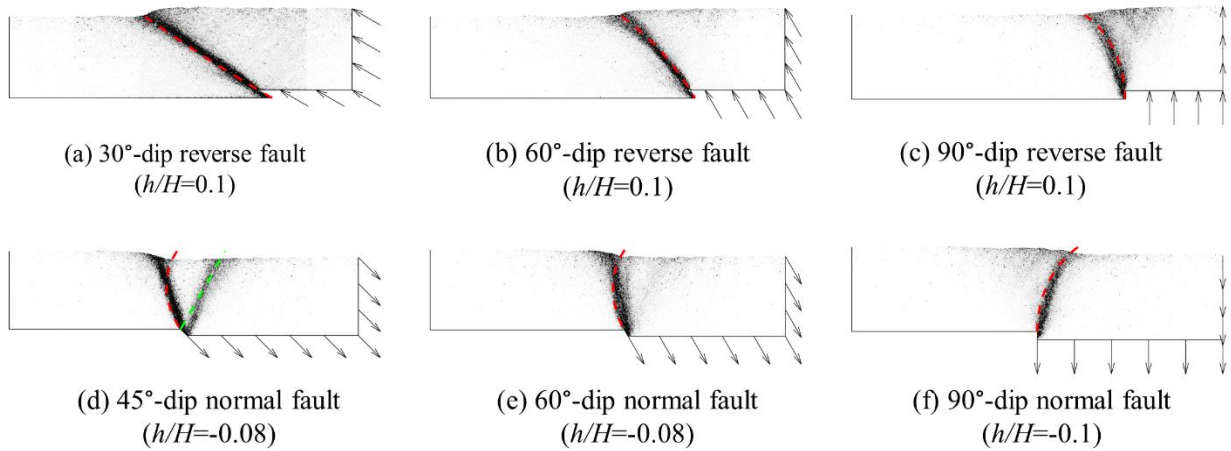 (a) 30°-dip reverse fault
(h/H=0.1)
(b) 60°-dip reverse fault
(h/H=0.1)
(c) 90°-dip reverse fault
(h/H=0.1)
(d) 45°-dip normal fault
(h/H=-0.08)
(e) 60°-dip normal fault
(h/H=-0.08)
(f) 90°-dip normal fault
(h/H=-0.1)